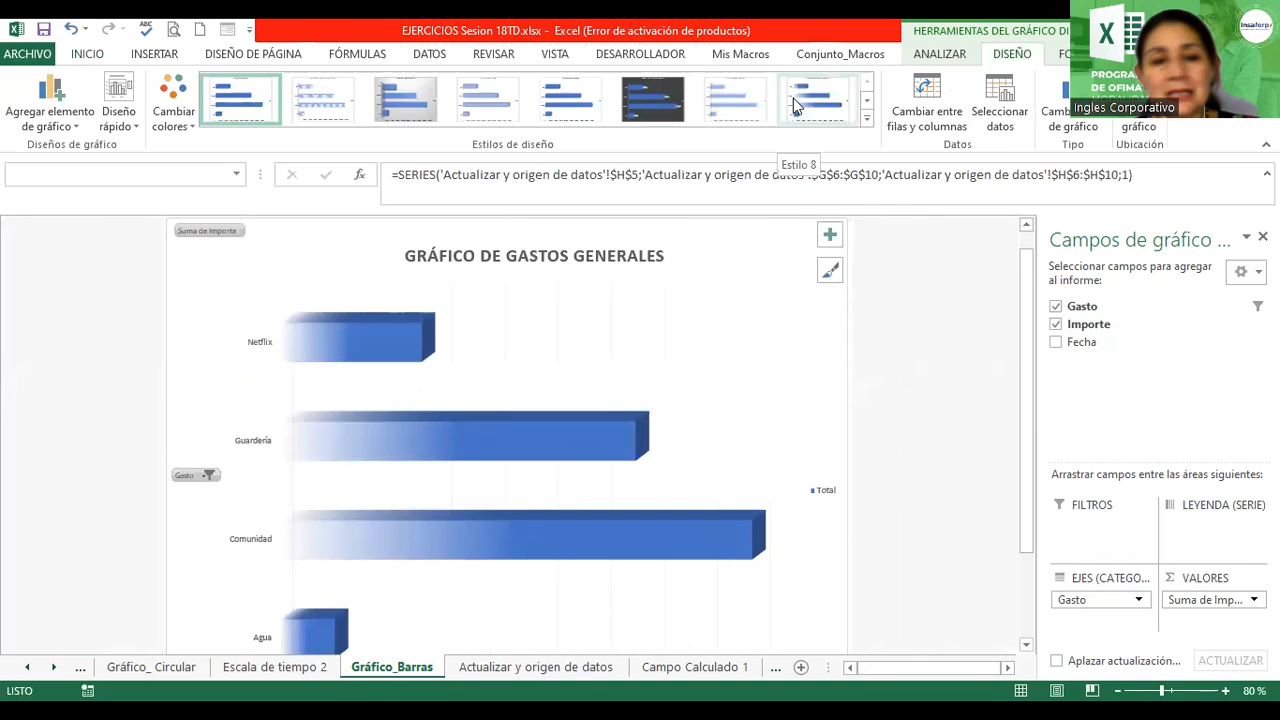 EJERCICIOS Sesion 18TD.xlsx - Excel (Error de activación de productos)
HERRAMIENTAS DEL GRÁFICO DI
ARCHIVO INICIO INSERTAR DISEÑO DE PÁGINA FÓRMULAS DATOS REVISAR VISTA DESARROLLADOR Mis Macros Conjunto_Macros ANALIZAR DISEÑO
Insaforp
PROGRA
DE OFIMA
Ingles Corporativo
Agregar elemento de gráfico
Diseño rápido
Cambiar colores
Cambiar entre filas y columnas
Seleccionar datos
de gráfico
gráfico
Diseños de gráfico Estilos de diseño Datos Tipo Ubicación
Estilo 8
=SERIES('Actualizar y origen de datos'!$H$5;'Actualizar y origen de datos'!$G$6:$G$10;'Actualizar y origen de datos'!$H$6:$H$10;1)
Suma de Importe
GRÁFICO DE GASTOS GENERALES
Netflix
Guardería
Gasto
Total
Comunidad
Agua
Campos de gráfico ...
Seleccionar campos para agregar
al informe:
Gasto
Importe
Fecha
Arrastrar campos entre las áreas siguientes:
FILTROS LEYENDA (SERIE)
EJES (CATEGO... VALORES
Gasto Suma de Imp...
Aplazar actualización... ACTUALIZAR
... Gráfico_ Circular Escala de tiempo 2 Gráfico_Barras Actualizar y origen de datos Campo Calculado 1 ...
LISTO 80 %